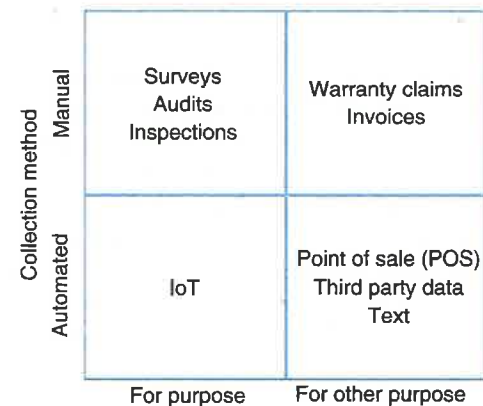 Collection method
Manual
Surveys
Audits
Inspections
Warranty claims
Invoices
Automated
IoT
Point of sale (POS)
Third party data
Text
For purpose
For other purpose